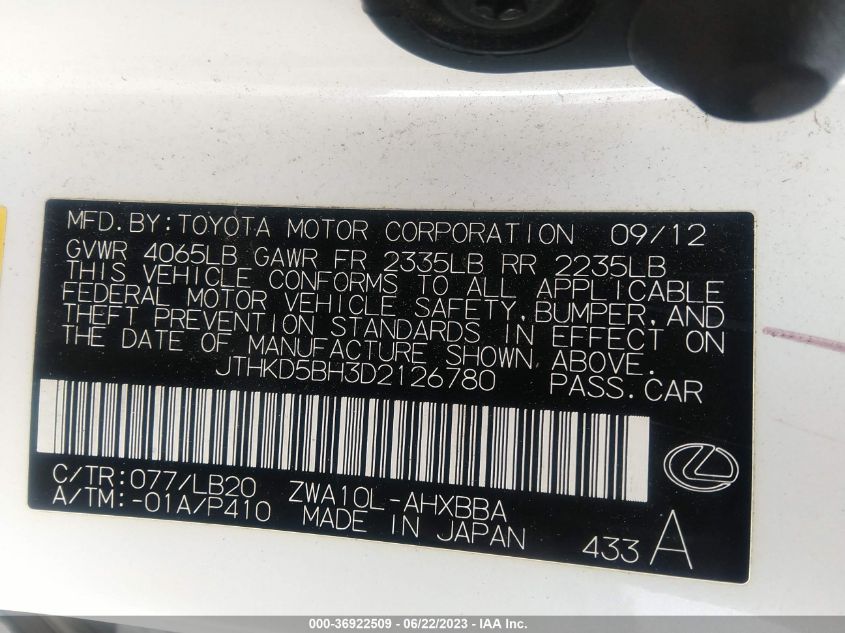 MFD.BY:TOYOTA MOTOR CORPORATION 09/12
GVWR 4065LB GAWR FR 2335LB RR 2235LB
THIS VEHICLE CONFORMS TO ALL APPLICABLE
FEDERAL MOTOR VEHICLE SAFETY,BUMPER,AND
THEFT PREVENTION STANDARDS IN EFFECT ON
THE DATE OF MANUFACTURE SHOWN ABOVE.
JTHKD5BH3D2126780 PASS.CAR
C/TR:077/LB20 ZWA10L-AHXBBA
A/TM:-01A/P410 MADE IN JAPAN 433 A
000-36922509 - 06/22/2023 - IAA Inc.